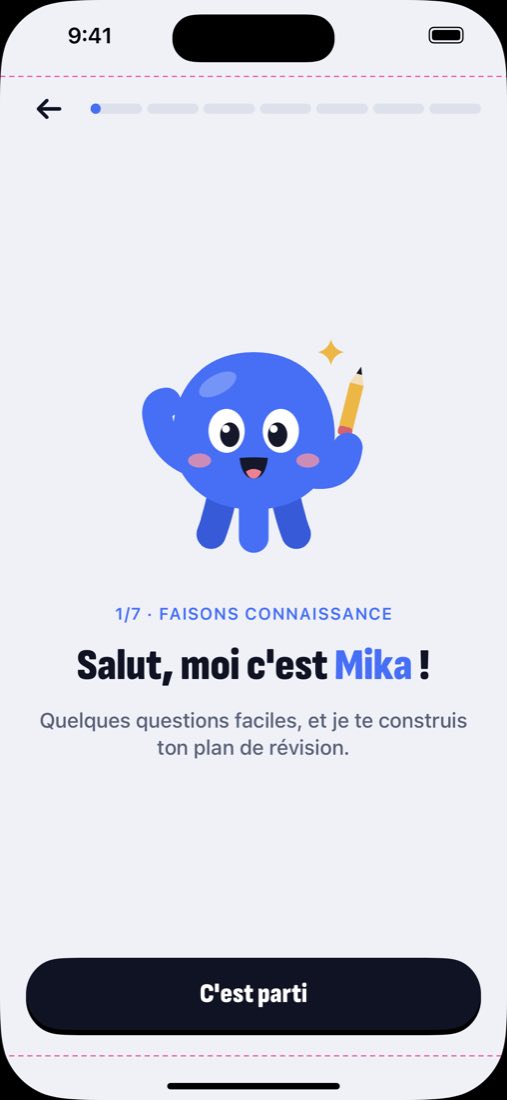 9:41
1/7 · FAISONS CONNAISSANCE
Salut, moi c'est Mika !
Quelques questions faciles, et je te construis
ton plan de révision.
C'est parti